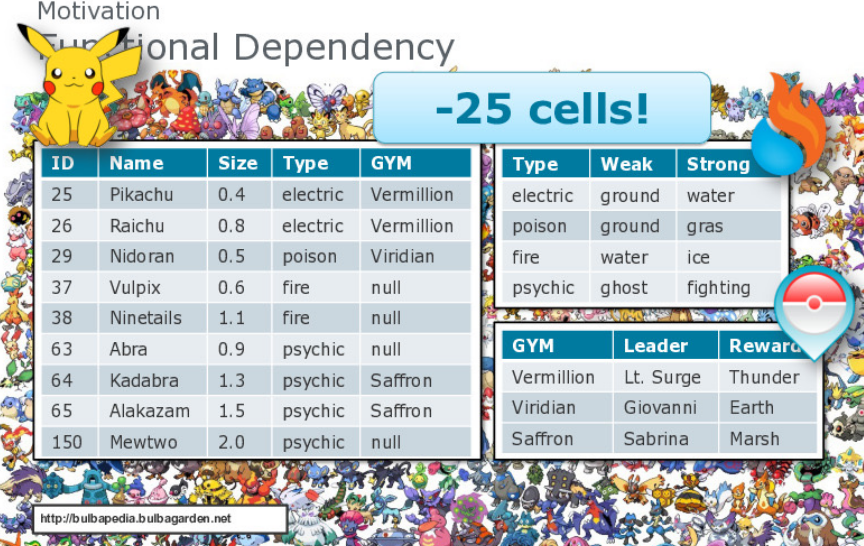 Motivation
Functional Dependency
-25 cells!
ID Name Size Type GYM
25 Pikachu 0.4 electric Vermillion
26 Raichu 0.8 electric Vermillion
29 Nidoran 0.5 poison Viridian
37 Vulpix 0.6 fire null
38 Ninetails 1.1 fire null
63 Abra 0.9 psychic null
64 Kadabra 1.3 psychic Saffron
65 Alakazam 1.5 psychic Saffron
150 Mewtwo 2.0 psychic null
Type Weak Strong
electric ground water
poison ground gras
fire water ice
psychic ghost fighting
GYM Leader Reward
Vermillion Lt. Surge Thunder
Viridian Giovanni Earth
Saffron Sabrina Marsh
http://bulbapedia.bulbagarden.net